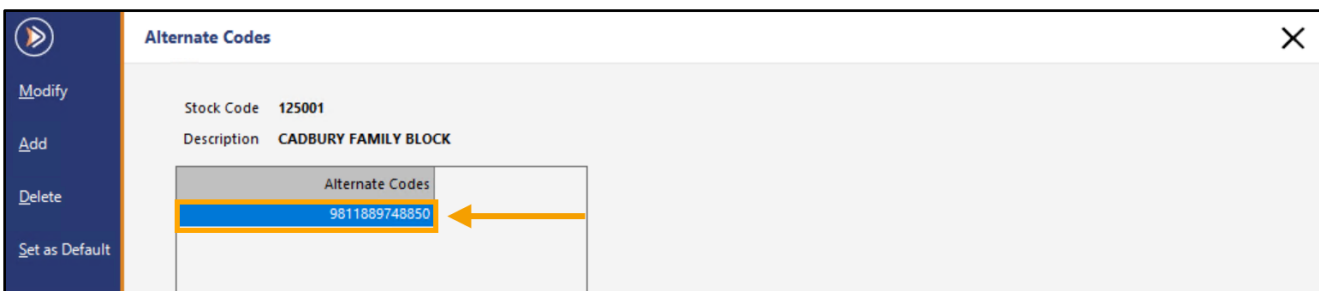 Alternate Codes
Modify
Add
Delete
Set as Default
Stock Code 125001
Description CADBURY FAMILY BLOCK
Alternate Codes
9811889748850